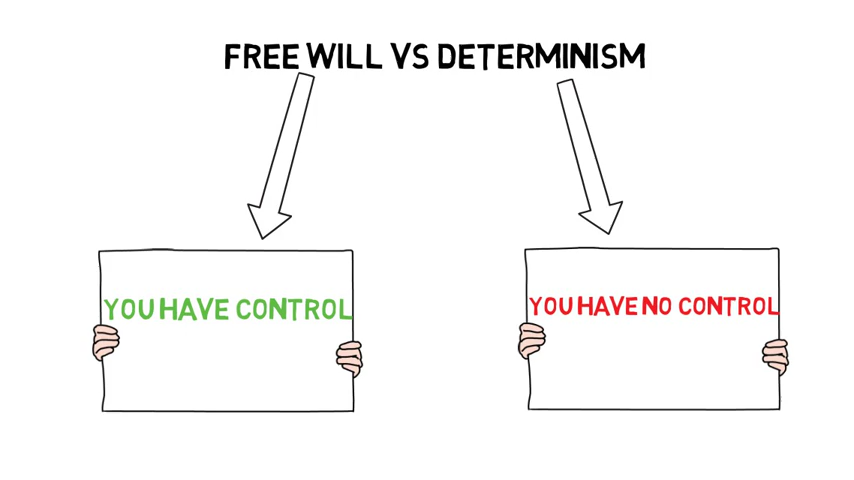 FREE WILL VS DETERMINISM
YOU HAVE CONTROL
YOU HAVE NO CONTROL